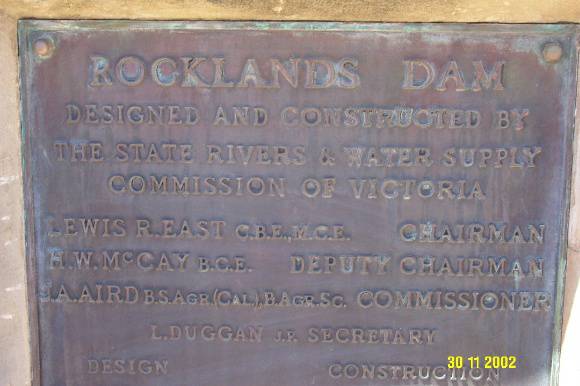 ROCKLANDS DAM
DESIGNED AND CONSTRUCTED BY
THE STATE RIVERS & WATER SUPPLY
COMMISSION OF VICTORIA
LEWIS R. EAST C.B.E., M.C.E. CHAIRMAN
H.W. McCAY B.C.E. DEPUTY CHAIRMAN
J.A. AIRD B.S.AGR.(CAL.), B.AGR.SC. COMMISSIONER
L. DUGGAN J.P. SECRETARY
DESIGN CONSTRUCTION
30 11 2002